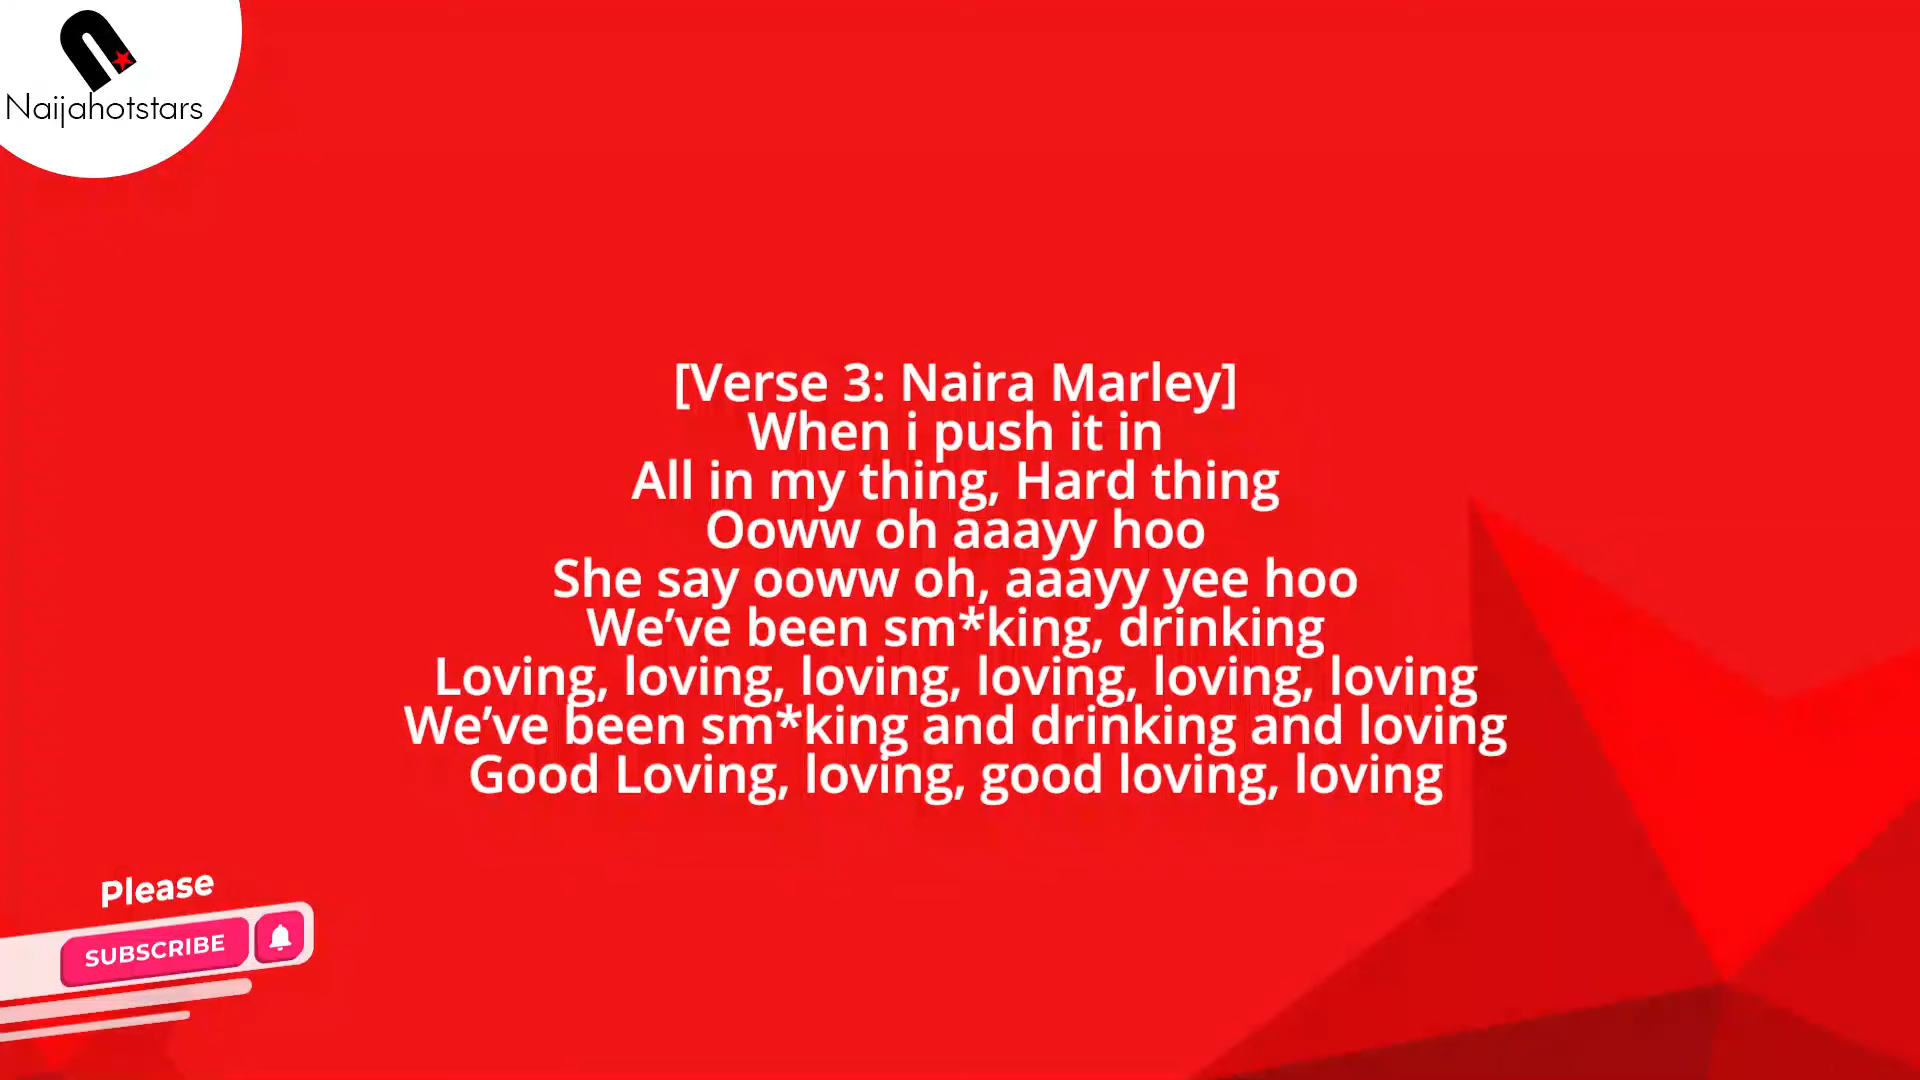 Naijahotstars
[Verse 3: Naira Marley]
When i push it in
All in my thing, Hard thing
Ooww oh aaayy hoo
She say ooww oh, aaayy yee hoo
We’ve been sm*king, drinking
Loving, loving, loving, loving, loving, loving
We’ve been sm*king and drinking and loving
Good Loving, loving, good loving, loving
Please
SUBSCRIBE